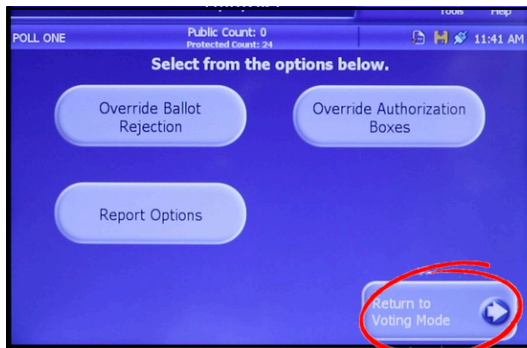 Tools Help
POLL ONE
Public Count: 0
Protected Count: 24
11:41 AM
Select from the options below.
Override Ballot
Rejection
Override Authorization
Boxes
Report Options
Return to
Voting Mode